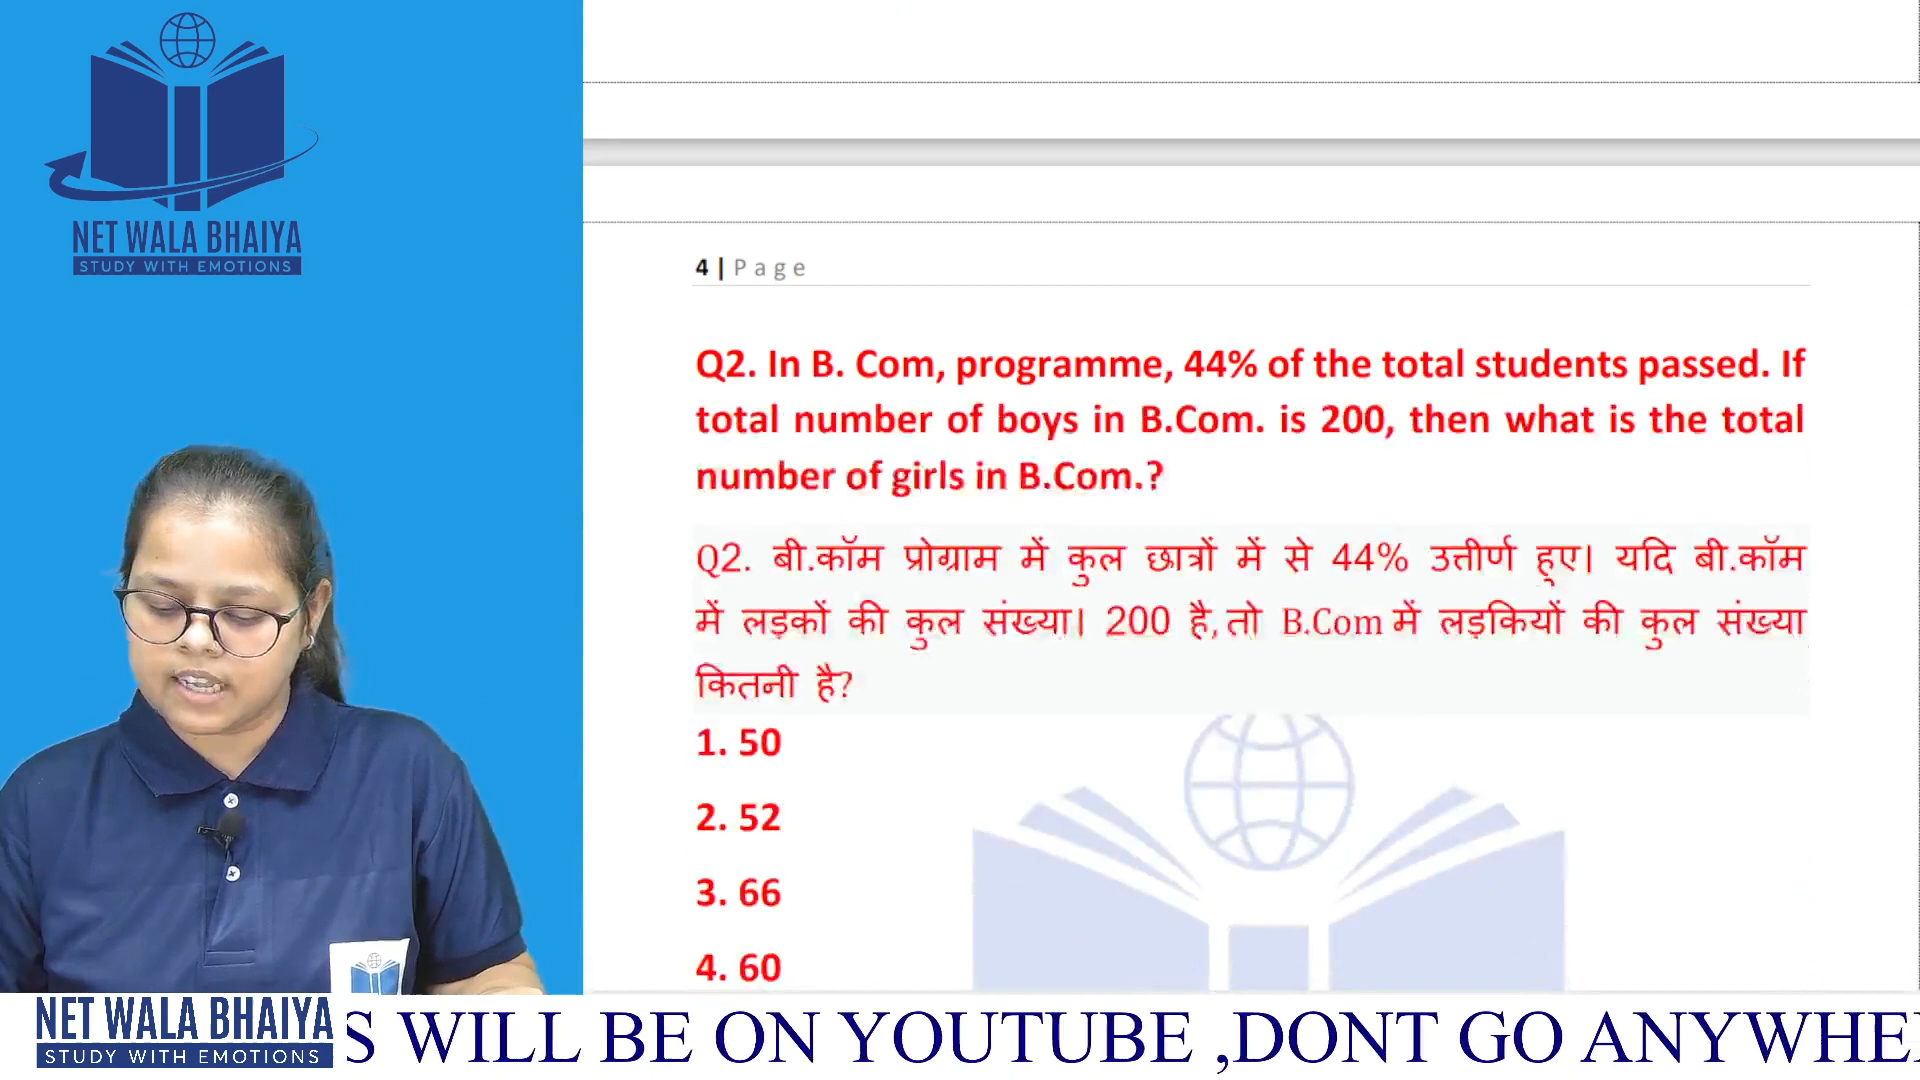 NET WALA BHAIYA
STUDY WITH EMOTIONS
4 | Page
Q2. In B. Com, programme, 44% of the total students passed. If
total number of boys in B.Com. is 200, then what is the total
number of girls in B.Com.?
Q2. बी.कॉम प्रोग्राम में कुल छात्रों में से 44% उत्तीर्ण हुए। यदि बी.कॉम
में लड़कों की कुल संख्या। 200 है, तो B.Com में लड़कियों की कुल संख्या
कितनी है?
1. 50
2. 52
3. 66
4. 60
NET WALA BHAIYA
STUDY WITH EMOTIONS
S WILL BE ON YOUTUBE ,DONT GO ANYWHE